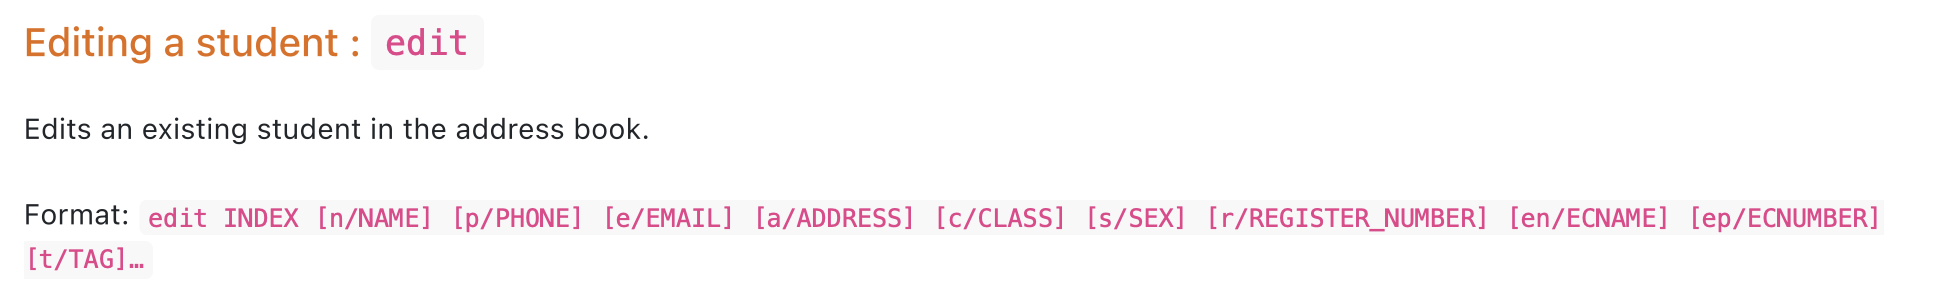 Editing a student : edit
Edits an existing student in the address book.
Format: edit INDEX [n/NAME] [p/PHONE] [e/EMAIL] [a/ADDRESS] [c/CLASS] [s/SEX] [r/REGISTER_NUMBER] [en/ECNAME] [ep/ECNUMBER]
[t/TAG]…